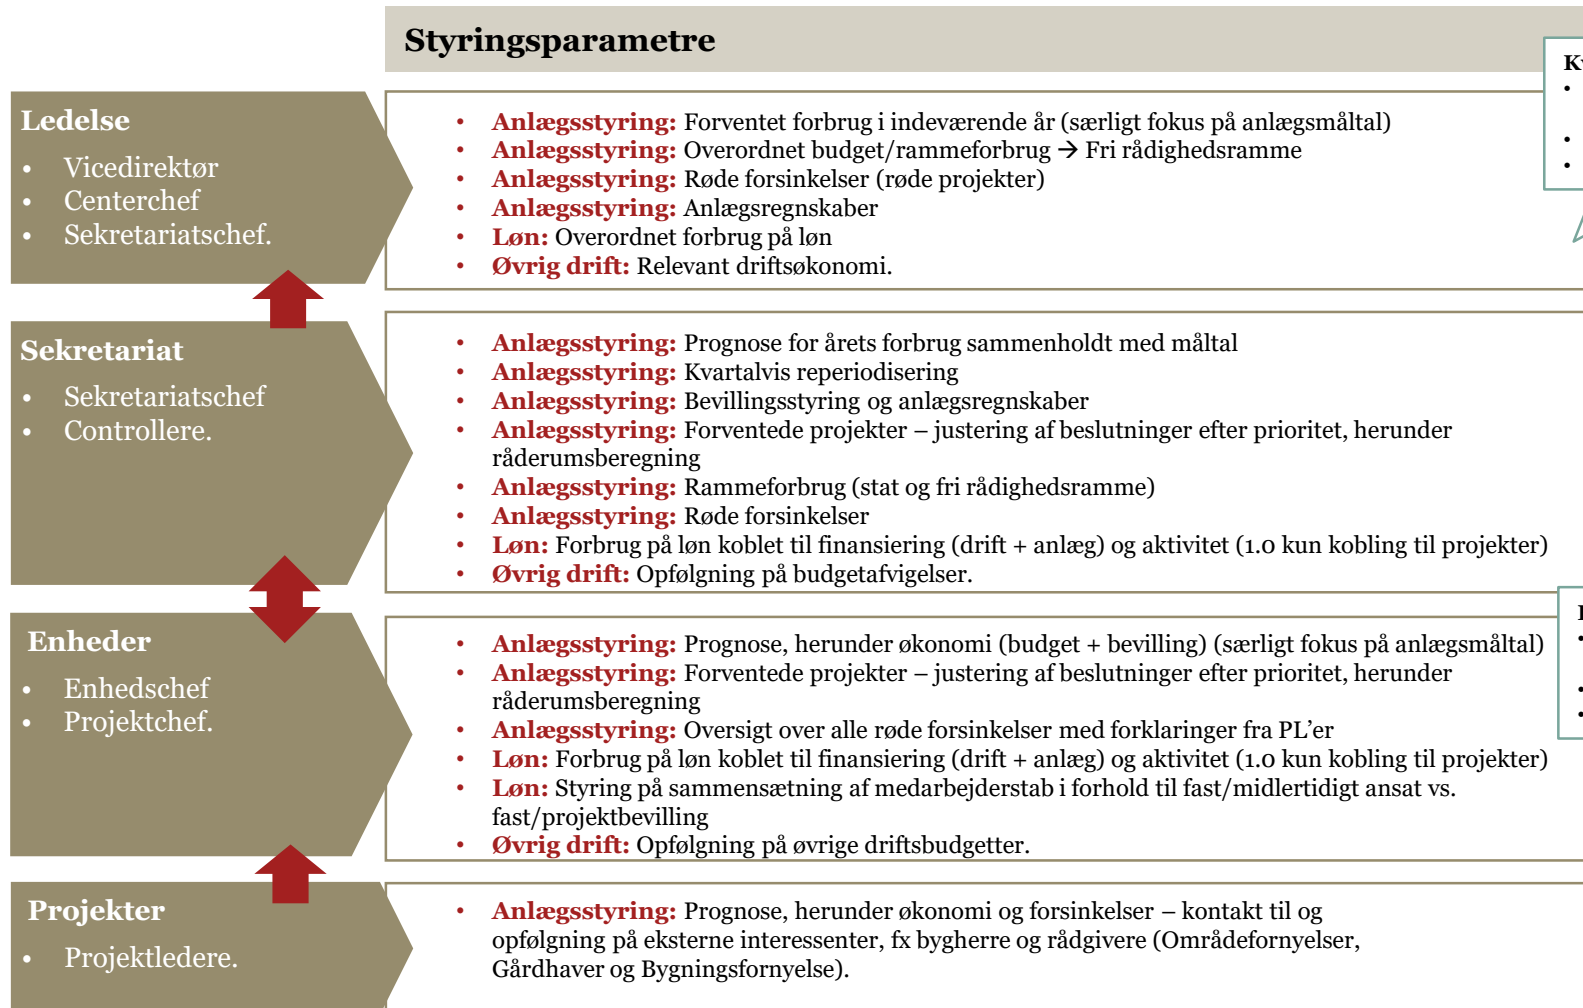 Styringsparametre
Ledelse
• Vicedirektør
• Centerchef
• Sekretariatschef.
• Anlægsstyring: Forventet forbrug i indeværende år (særligt fokus på anlægsmåltal)
• Anlægsstyring: Overordnet budget/rammeforbrug → Fri rådighedsramme
• Anlægsstyring: Røde forsinkelser (røde projekter)
• Anlægsstyring: Anlægsregnskaber
• Løn: Overordnet forbrug på løn
• Øvrig drift: Relevant driftsøkonomi.
Sekretariat
• Sekretariatschef
• Controllere.
• Anlægsstyring: Prognose for årets forbrug sammenholdt med måltal
• Anlægsstyring: Kvartalvis reperiodisering
• Anlægsstyring: Bevillingsstyring og anlægsregnskaber
• Anlægsstyring: Forventede projekter – justering af beslutninger efter prioritet, herunder
råderumsberegning
• Anlægsstyring: Rammeforbrug (stat og fri rådighedsramme)
• Anlægsstyring: Røde forsinkelser
• Løn: Forbrug på løn koblet til finansiering (drift + anlæg) og aktivitet (1.0 kun kobling til projekter)
• Øvrig drift: Opfølgning på budgetafvigelser.
Enheder
• Enhedschef
• Projektchef.
• Anlægsstyring: Prognose, herunder økonomi (budget + bevilling) (særligt fokus på anlægsmåltal)
• Anlægsstyring: Forventede projekter – justering af beslutninger efter prioritet, herunder
råderumsberegning
• Anlægsstyring: Oversigt over alle røde forsinkelser med forklaringer fra PL’er
• Løn: Forbrug på løn koblet til finansiering (drift + anlæg) og aktivitet (1.0 kun kobling til projekter)
• Løn: Styring på sammensætning af medarbejderstab i forhold til fast/midlertidigt ansat vs.
fast/projektbevilling
• Øvrig drift: Opfølgning på øvrige driftsbudgetter.
Projekter
• Projektledere.
• Anlægsstyring: Prognose, herunder økonomi og forsinkelser – kontakt til og
opfølgning på eksterne interessenter, fx bygherre og rådgivere (Områdefornyelser,
Gårdhaver og Bygningsfornyelse).